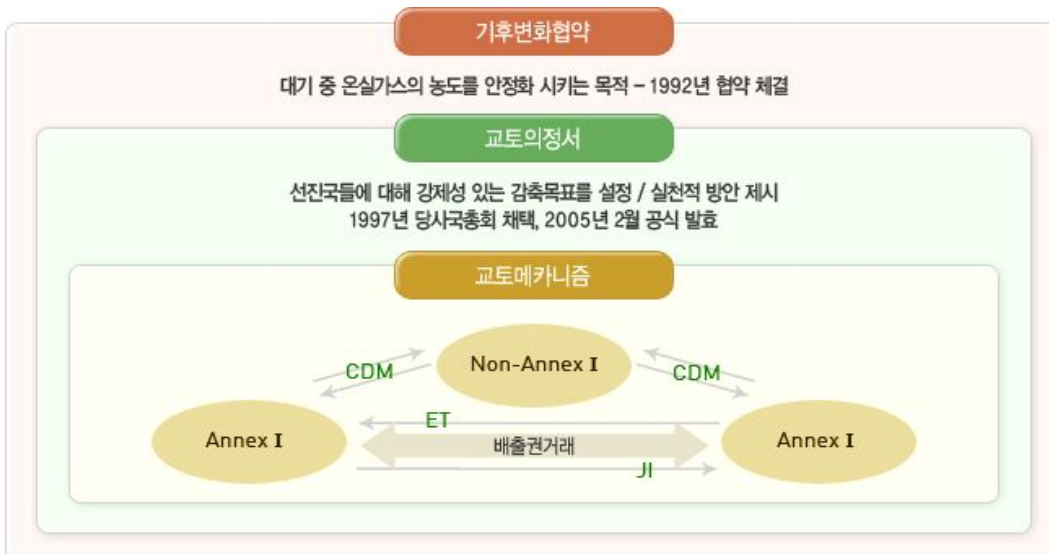 기후변화협약
대기 중 온실가스의 농도를 안정화 시키는 목적 – 1992년 협약 체결
교토의정서
선진국들에 대해 강제성 있는 감축목표를 설정 / 실천적 방안 제시
1997년 당사국총회 채택, 2005년 2월 공식 발효
교토메카니즘
Non-Annex I
CDM
CDM
ET
Annex I
배출권거래
Annex I
JI